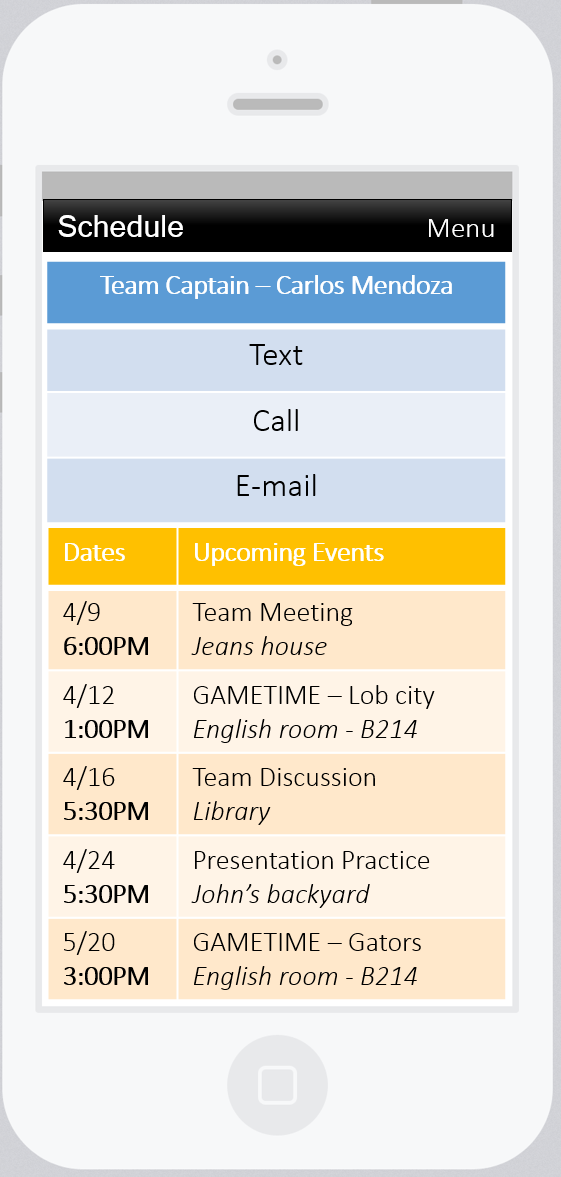 Schedule Menu
Team Captain – Carlos Mendoza
Text
Call
E-mail
Dates Upcoming Events
4/9 Team Meeting
6:00PM Jeans house
4/12 GAMETIME – Lob city
1:00PM English room - B214
4/16 Team Discussion
5:30PM Library
4/24 Presentation Practice
5:30PM John’s backyard
5/20 GAMETIME – Gators
3:00PM English room - B214